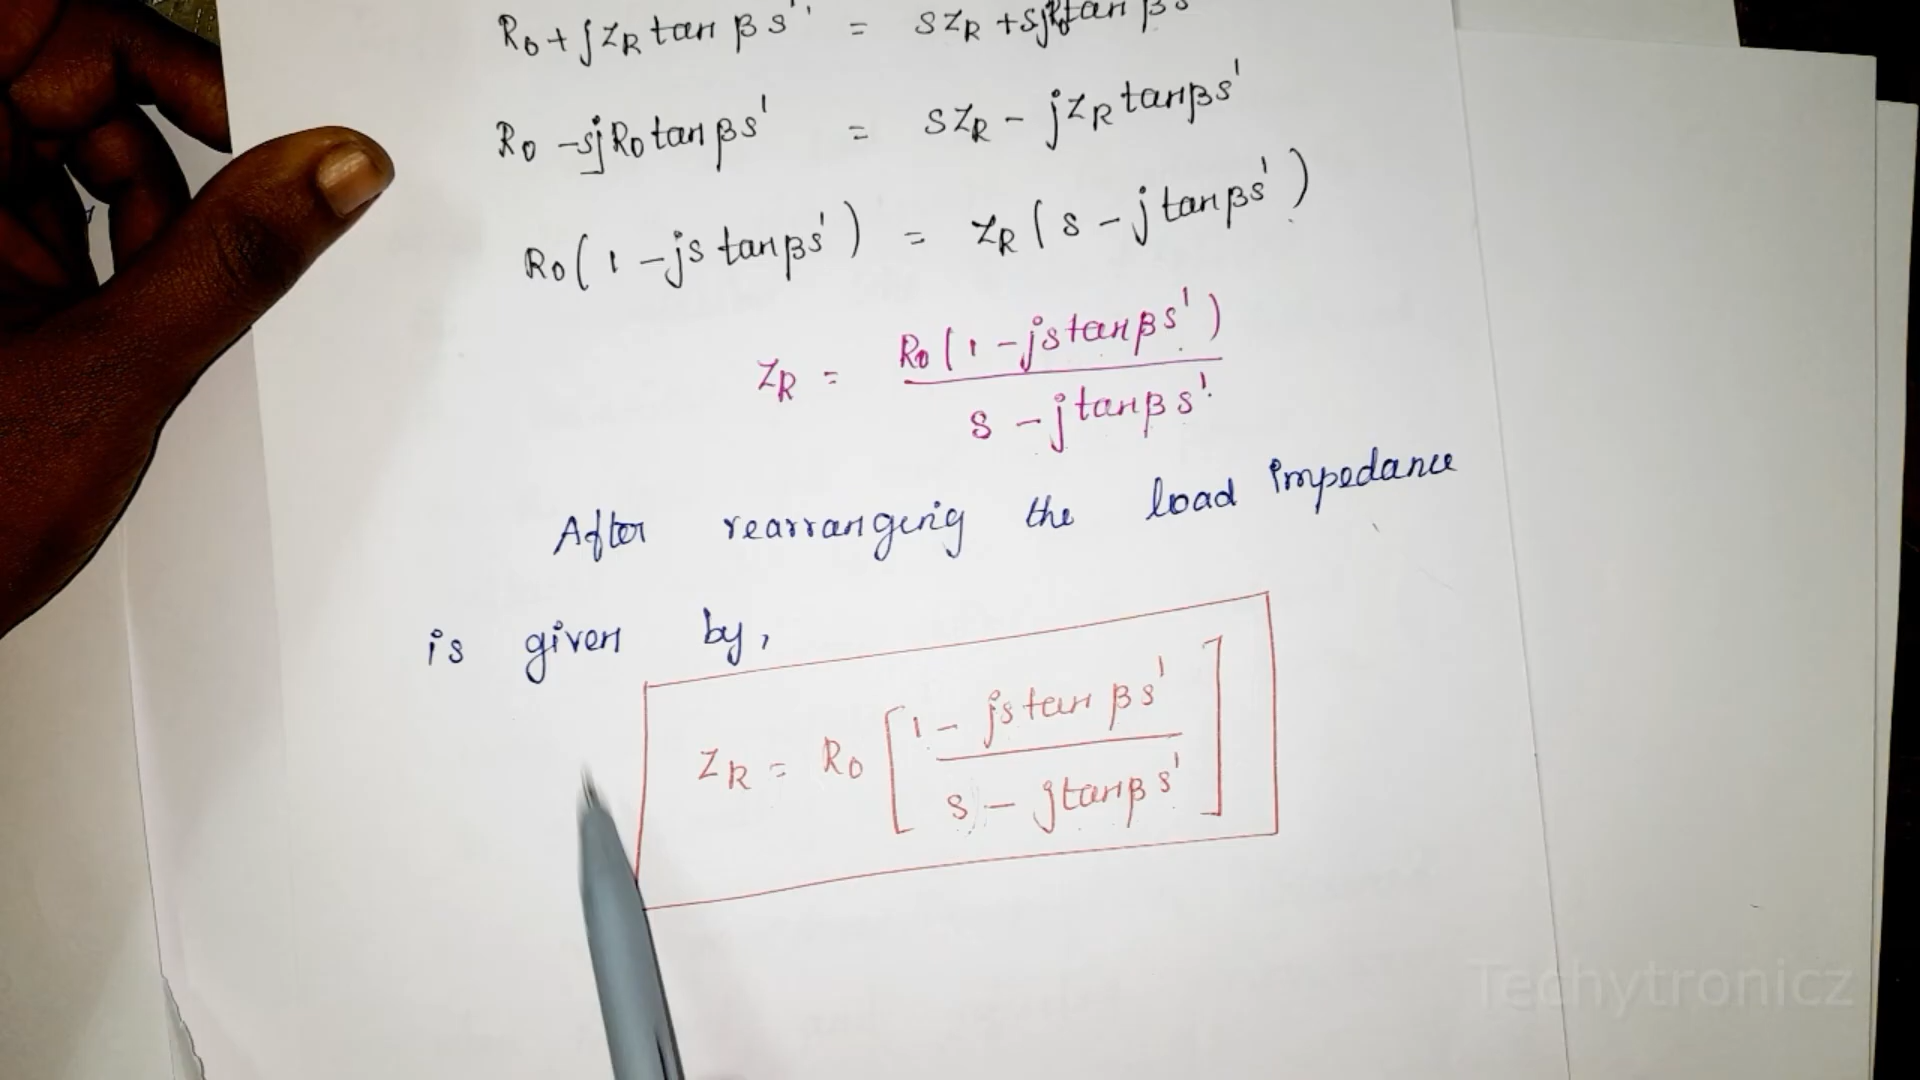 R0 + jZR tan βs' = SZR + sjR0 tan βs
R0 - sjR0 tan βs' = SZR - jZR tan βs'
R0 (1 - js tan βs') = ZR (s - j tan βs')
ZR = R0 (1 - js tan βs') / s - j tan βs'
After rearranging the load impedance
is given by,
ZR = R0 [ 1 - js tan βs' / s - j tan βs' ]
Techytronicz